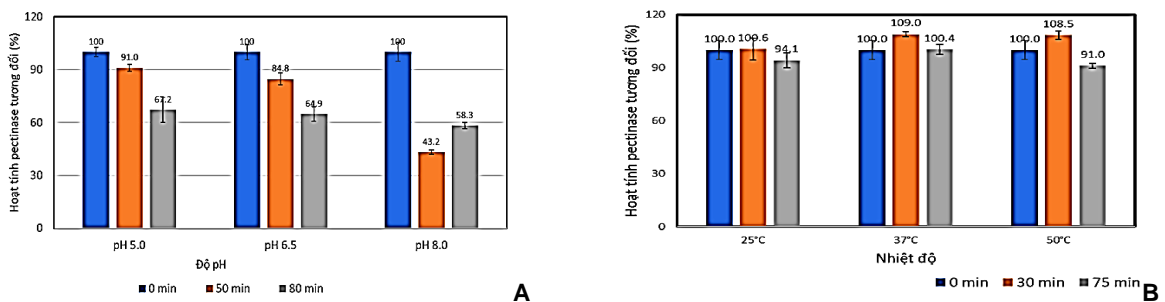 Hoạt tính pectinase tương đối (%)
120
90
60
30
0
100
91.0
67.2
100
84.8
64.9
100
43.2
58.3
pH 5.0 pH 6.5 pH 8.0
Độ pH
0 min 50 min 80 min
A
Hoạt tính pectinase tương đối (%)
120
90
60
30
0
100.0
100.6
94.1
100.0
109.0
100.4
100.0
108.5
91.0
25°C 37°C 50°C
Nhiệt độ
0 min 30 min 75 min
B